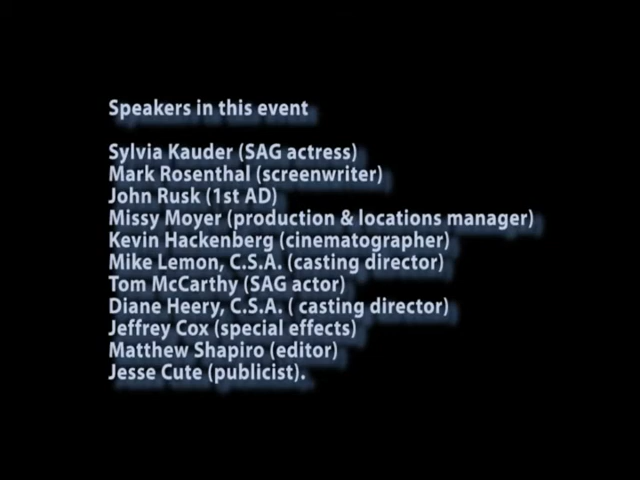 Speakers in this event
Sylvia Kauder (SAG actress)
Mark Rosenthal (screenwriter)
John Rusk (1st AD)
Missy Moyer (production & locations manager)
Kevin Hackenberg (cinematographer)
Mike Lemon, C.S.A. (casting director)
Tom McCarthy (SAG actor)
Diane Heery, C.S.A. ( casting director)
Jeffrey Cox (special effects)
Matthew Shapiro (editor)
Jesse Cute (publicist).